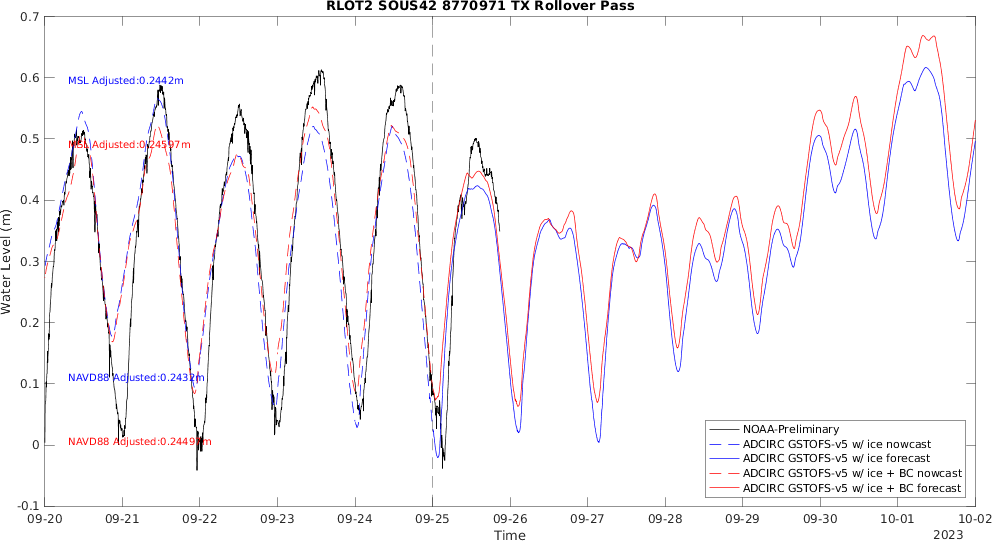 RLOT2 SOUS42 8770971 TX Rollover Pass
0.7
0.6
0.5
0.4
0.3
0.2
0.1
0
-0.1
Water Level (m)
MSL Adjusted:0.2442m
MSL Adjusted:0.24597m
NAVD88 Adjusted:0.2432m
NAVD88 Adjusted:0.2449 m
NOAA-Preliminary
ADCIRC GSTOFS-v5 w/ ice nowcast
ADCIRC GSTOFS-v5 w/ ice forecast
ADCIRC GSTOFS-v5 w/ ice + BC nowcast
ADCIRC GSTOFS-v5 w/ ice + BC forecast
09-20 09-21 09-22 09-23 09-24 09-25 09-26 09-27 09-28 09-29 09-30 10-01 10-02
Time
2023